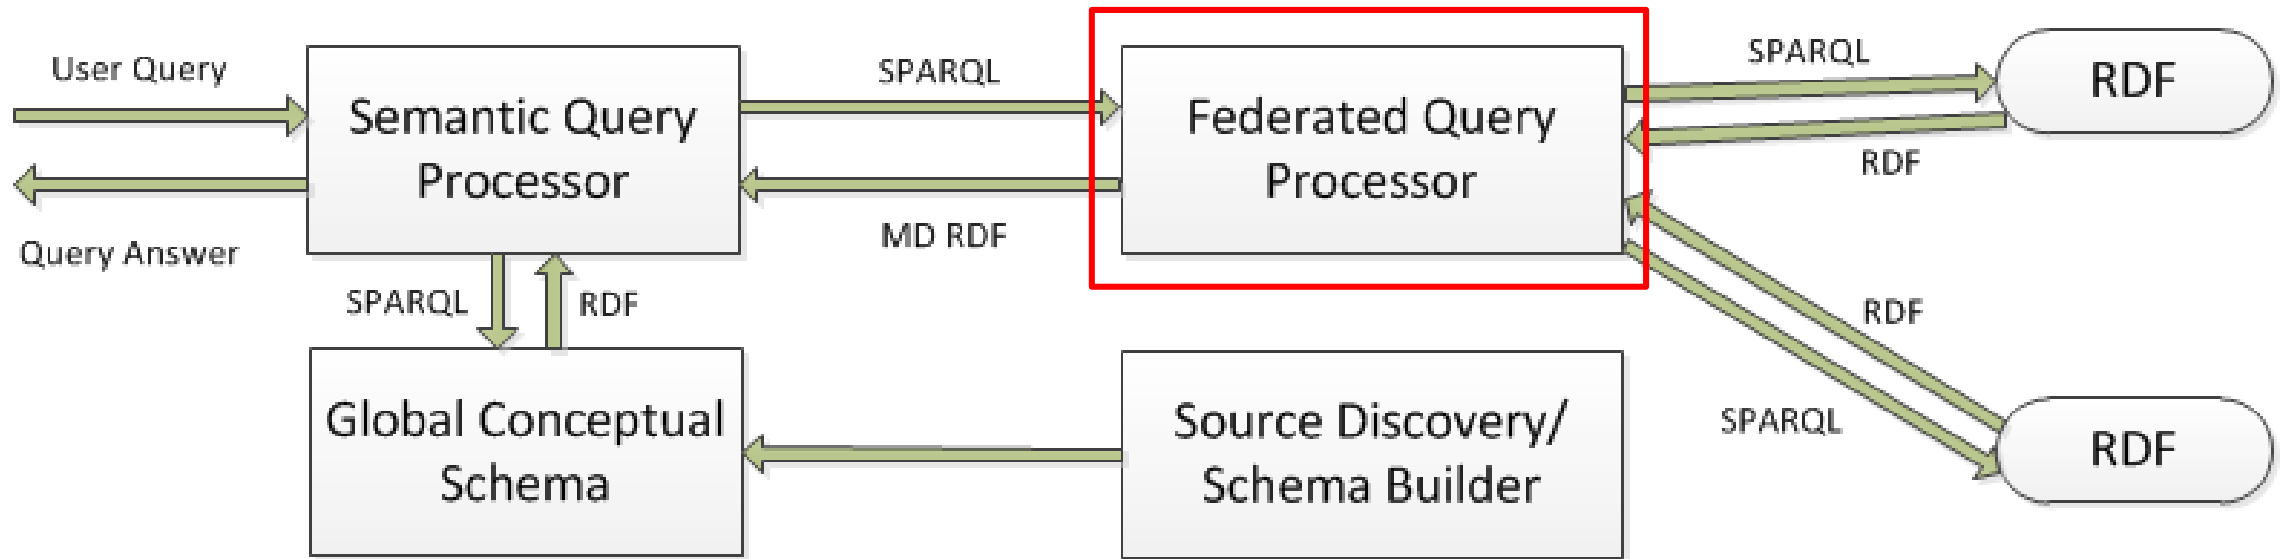 User Query
Query Answer
Semantic Query
Processor
SPARQL
MD RDF
Federated Query
Processor
SPARQL
RDF
RDF
SPARQL
RDF
Global Conceptual
Schema
Source Discovery/
Schema Builder
RDF
SPARQL
RDF